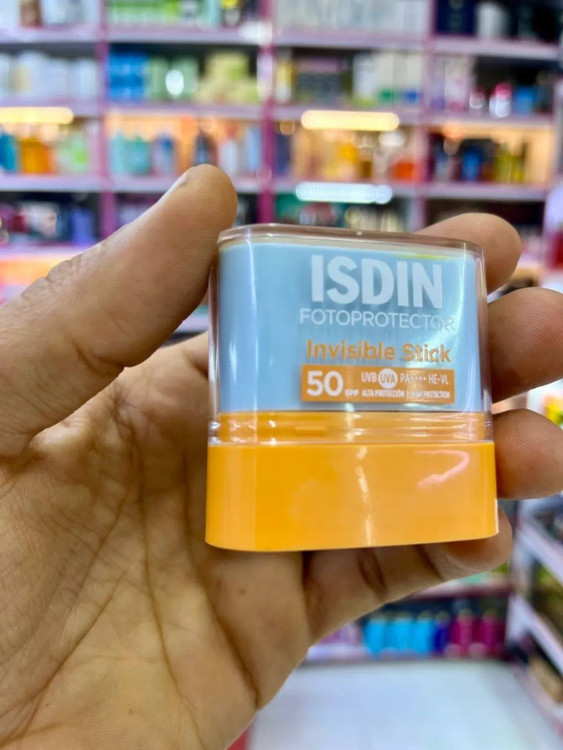 ISDIN
FOTOPROTECTOR
Invisible Stick
50 UVB UVA PA++++ HE-VL
SPF ALTA PROTECCIÓN | HIGH PROTECTION